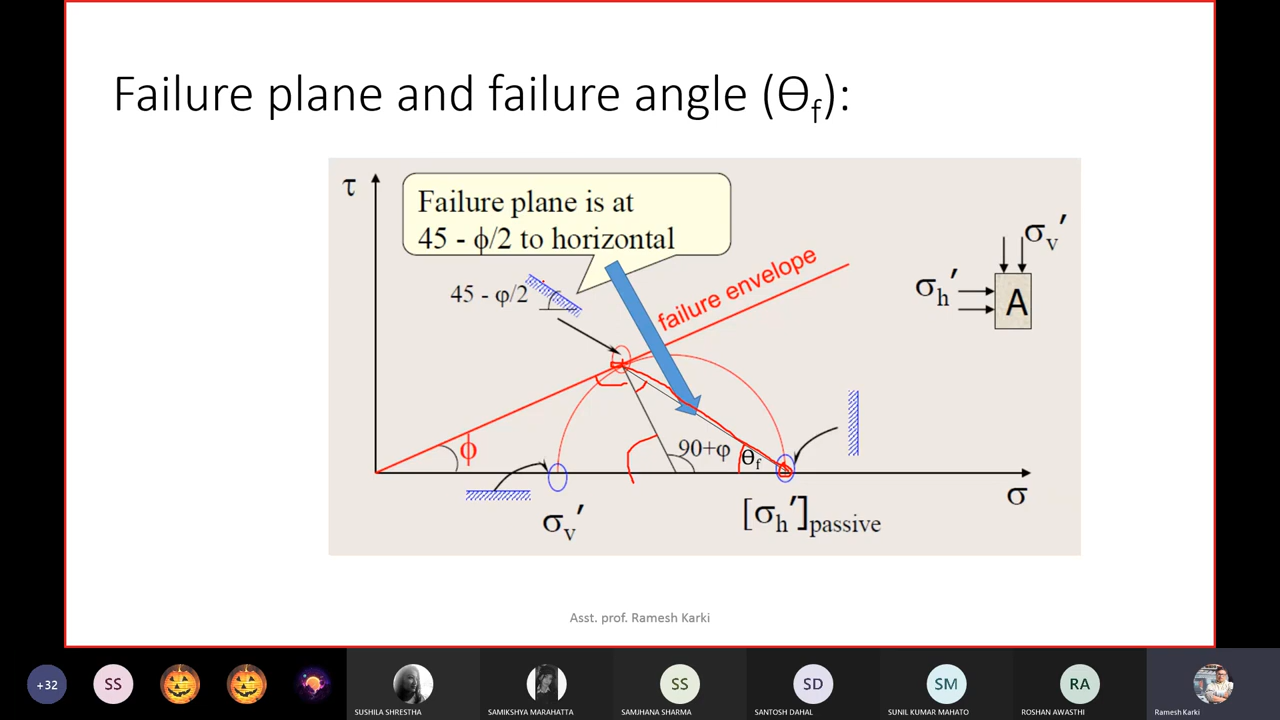 Failure plane and failure angle (Ɵf):
τ
Failure plane is at
45 - ϕ/2 to horizontal
σv′
σh′
A
45 - φ/2
failure envelope
ϕ
90+φ
Ɵf
σ
σv′
[σh′]passive
Asst. prof. Ramesh Karki
+32
SS
SUSHILA SHRESTHA
SAMIKSHYA MARAHATTA
SS
SAMJHANA SHARMA
SD
SANTOSH DAHAL
SM
SUNIL KUMAR MAHATO
RA
ROSHAN AWASTHI
Ramesh Karki